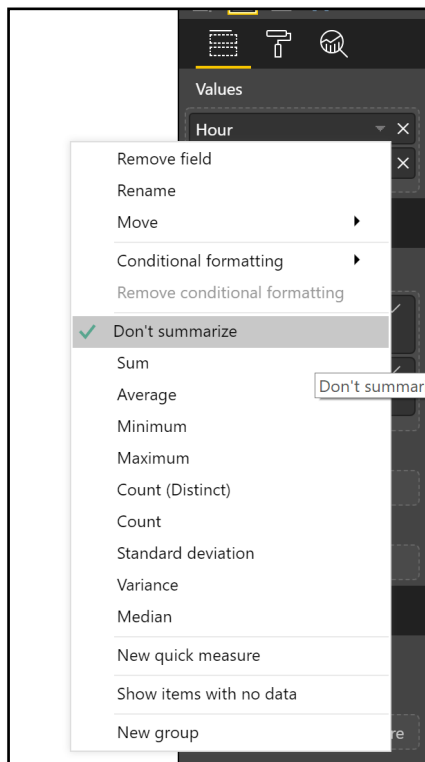 Values
Hour
Remove field
Rename
Move
Conditional formatting
Remove conditional formatting
Don't summarize
Sum
Don't summar
Average
Minimum
Maximum
Count (Distinct)
Count
Standard deviation
Variance
Median
New quick measure
Show items with no data
New group
re